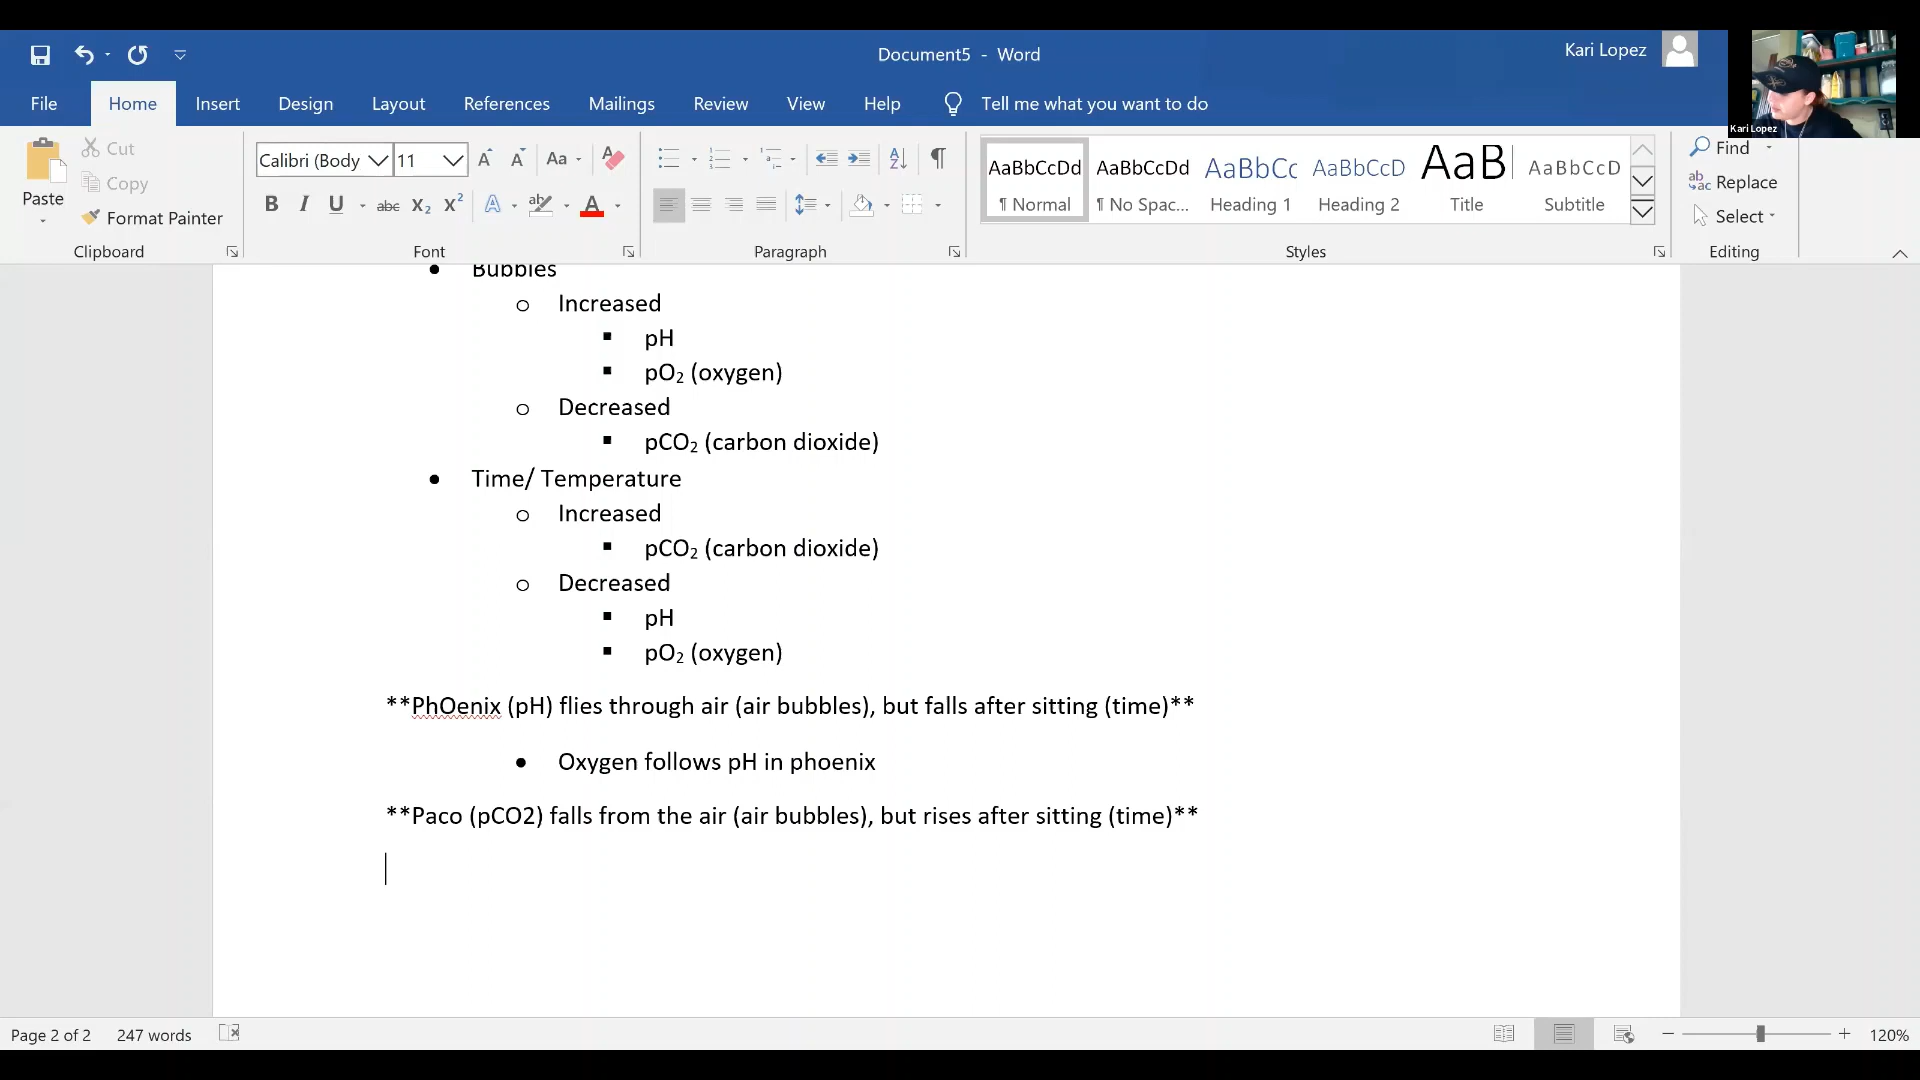 Document5 - Word
Kari Lopez
Kari Lopez
File Home Insert Design Layout References Mailings Review View Help Tell me what you want to do
Paste
Cut
Copy
Format Painter
Clipboard
Calibri (Body 11
Font
Paragraph
AaBbCcDd AaBbCcDd AaBbCc AaBbCcD AaB AaBbCcD
¶ Normal ¶ No Spac... Heading 1 Heading 2 Title Subtitle
Styles
Find
Replace
Select
Editing
• Bubbles
o Increased
▪ pH
▪ pO₂ (oxygen)
o Decreased
▪ pCO₂ (carbon dioxide)
• Time/ Temperature
o Increased
▪ pCO₂ (carbon dioxide)
o Decreased
▪ pH
▪ pO₂ (oxygen)
**PhOenix (pH) flies through air (air bubbles), but falls after sitting (time)**
• Oxygen follows pH in phoenix
**Paco (pCO2) falls from the air (air bubbles), but rises after sitting (time)**
Page 2 of 2 247 words
120%